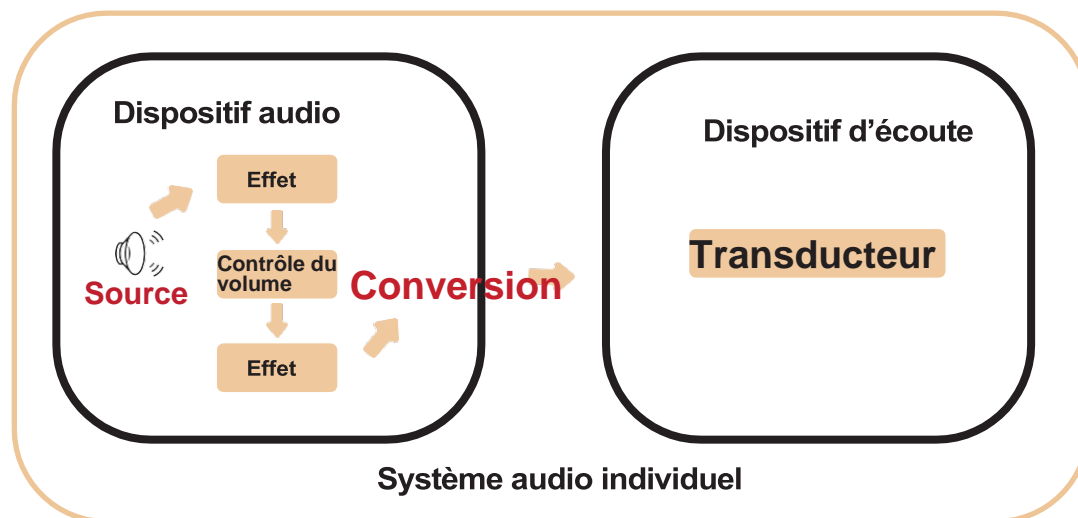 Dispositif audio
Effet
Source
Contrôle du
volume
Conversion
Effet
Dispositif d’écoute
Transducteur
Système audio individuel